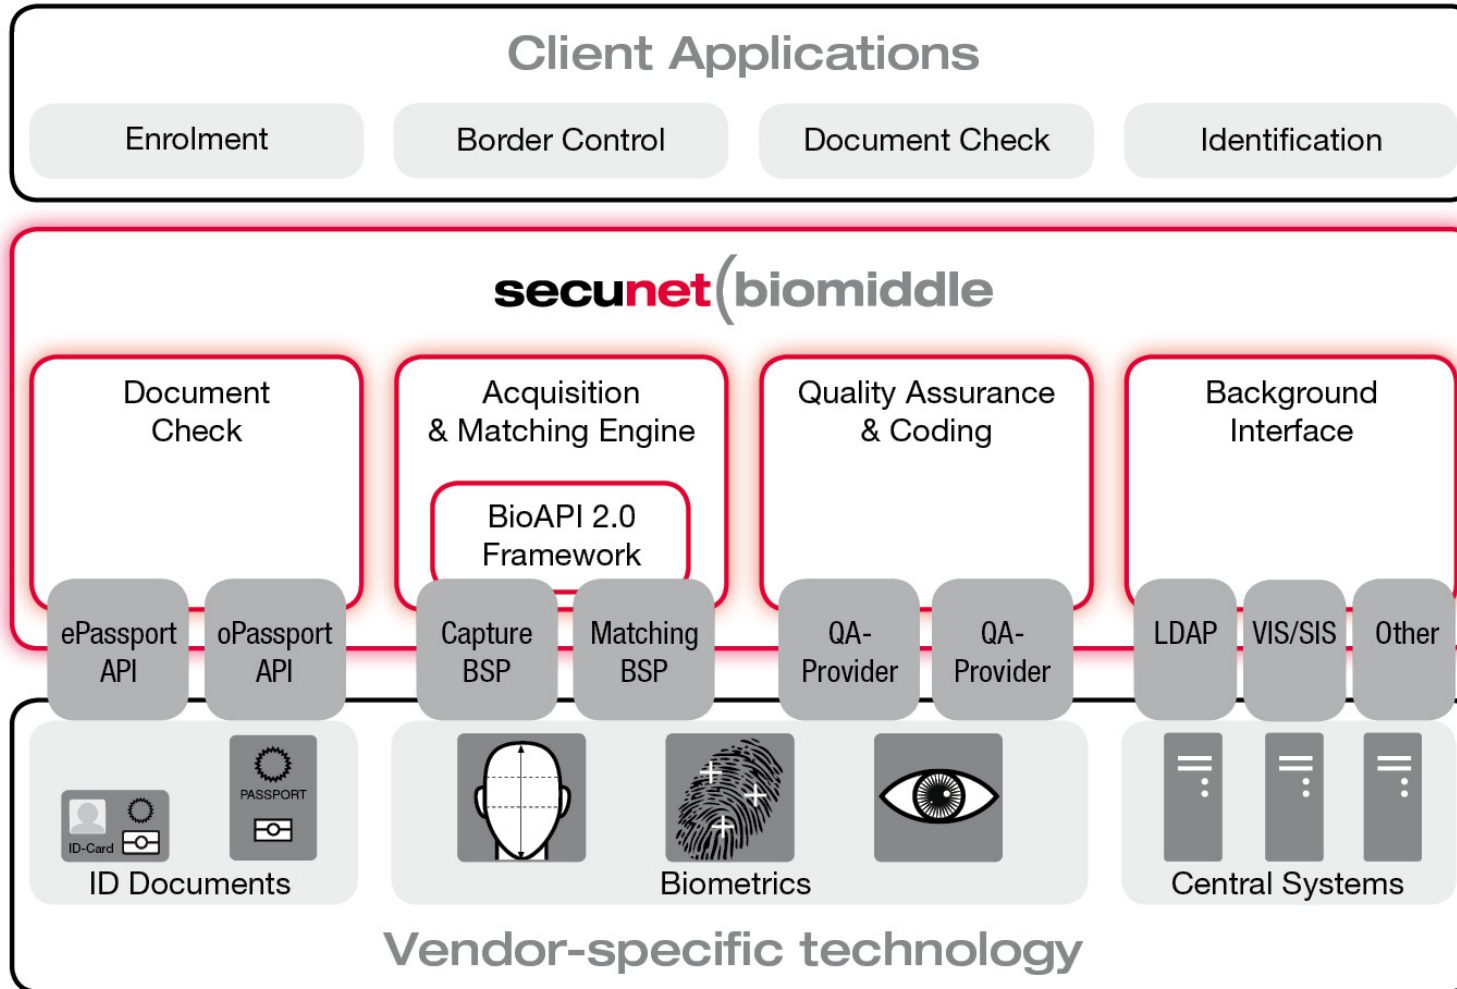 Client Applications
Enrolment
Border Control
Document Check
Identification
secunet(biomiddle
Document
Check
Acquisition
& Matching Engine
BioAPI 2.0
Framework
Quality Assurance
& Coding
Background
Interface
ePassport
API
oPassport
API
Capture
BSP
Matching
BSP
QA-
Provider
QA-
Provider
LDAP
VIS/SIS
Other
ID-Card
PASSPORT
ID Documents
Biometrics
Central Systems
Vendor-specific technology